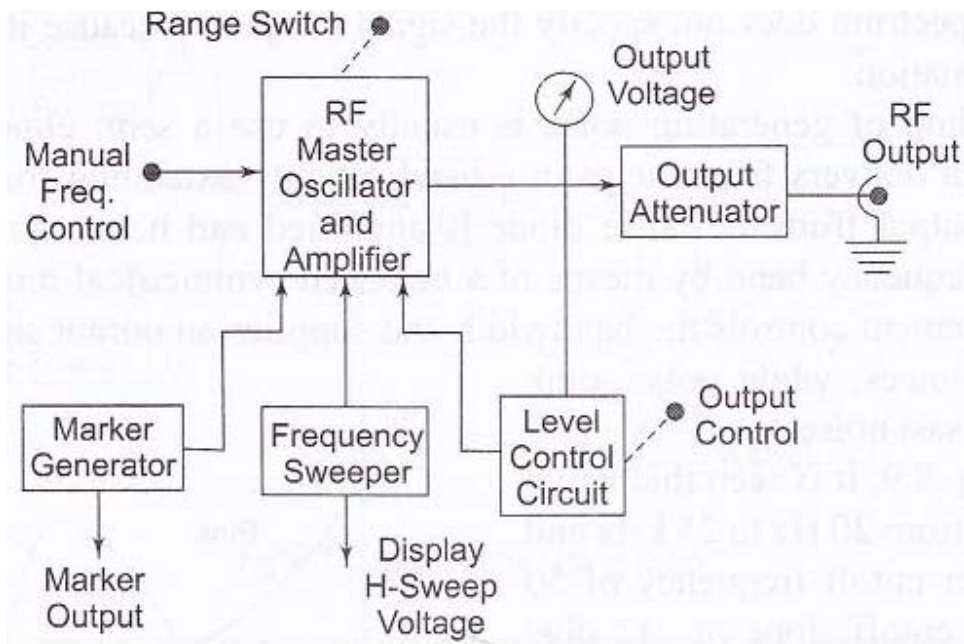 Range Switch
RF
Master
Oscillator
and
Amplifier
Manual
Freq.
Control
Output
Voltage
RF
Output
Output
Attenuator
Marker
Generator
Frequency
Sweeper
Level
Control
Circuit
Output
Control
Marker
Output
Display
H-Sweep
Voltage